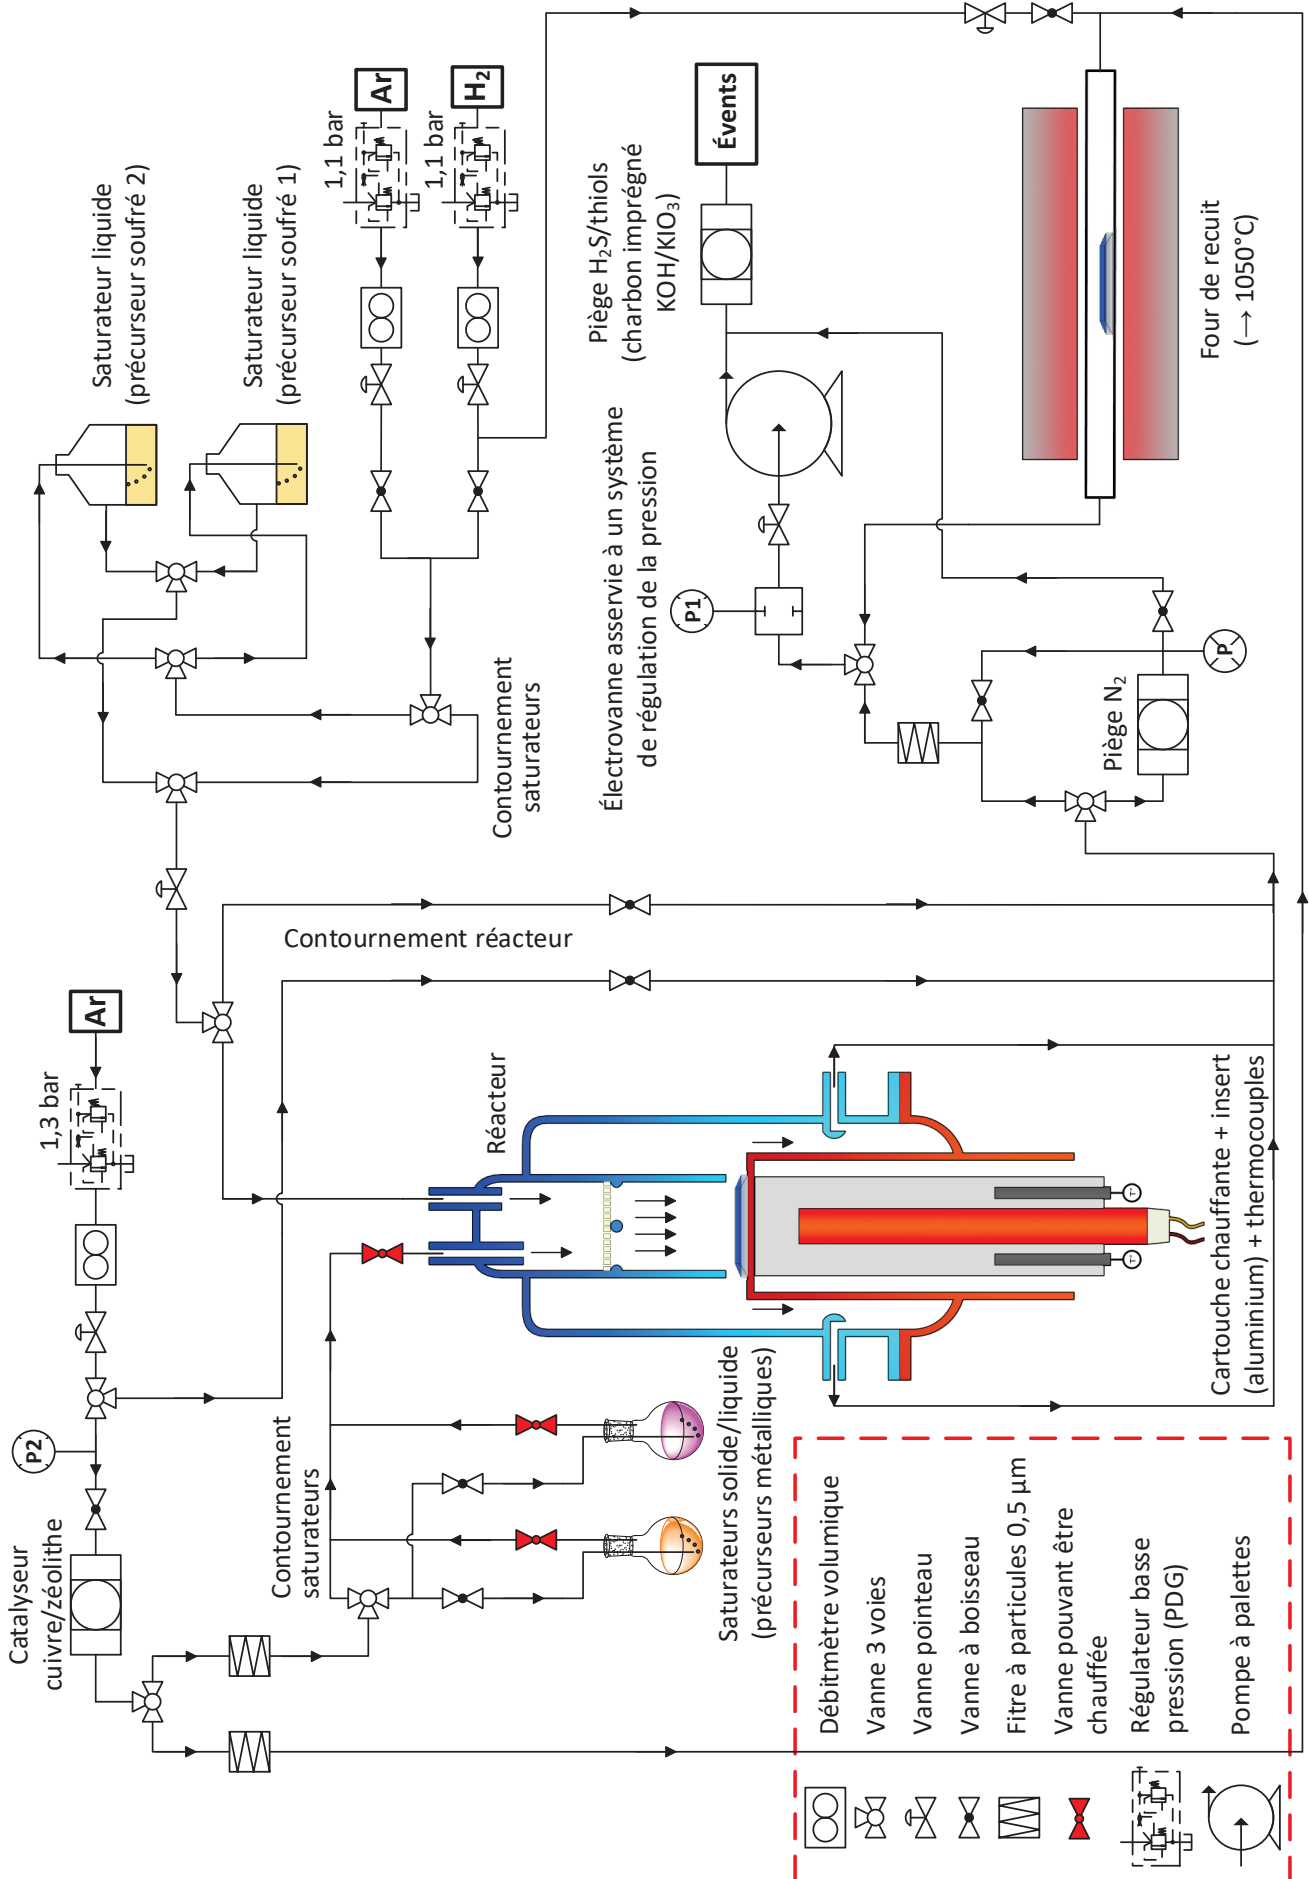 Catalyseur
cuivre/zéolithe
P2
1,3 bar
Ar
Saturateur liquide
(précurseur soufré 2)
Saturateur liquide
(précurseur soufré 1)
1,1 bar
Ar
1,1 bar
H₂
Contournement
saturateurs
Contournement réacteur
Contournement
saturateurs
Réacteur
Saturateurs solide/liquide
(précurseurs métalliques)
Cartouche chauffante + insert
(aluminium) + thermocouples
T°
T°
Électrovanne asservie à un système
de régulation de la pression
P1
Piège H₂S/thiols
(charbon imprégné
KOH/KIO₃)
Évents
Piège N₂
P
Four de recuit
(→ 1050°C)
Débitmètre volumique
Vanne 3 voies
Vanne pointeau
Vanne à boisseau
Fitre à particules 0,5 µm
Vanne pouvant être
chauffée
Régulateur basse
pression (PDG)
Pompe à palettes